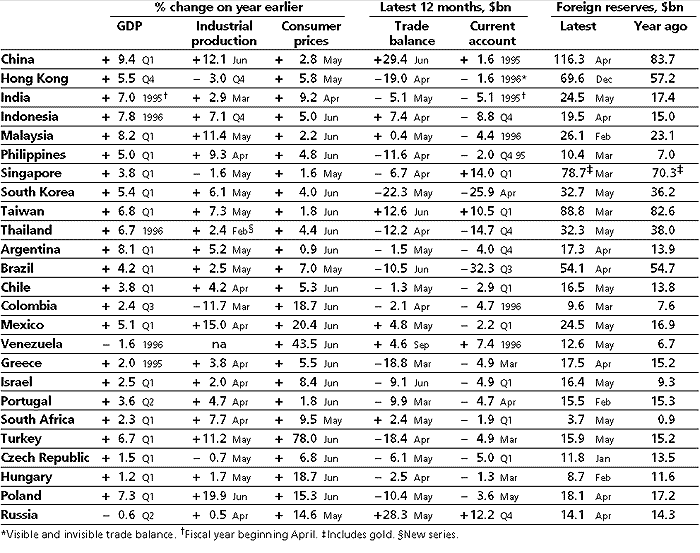 % change on year earlier Latest 12 months, $bn Foreign reserves, $bn
GDP Industrial production Consumer prices Trade balance Current account Latest Year ago
China + 9.4 Q1 +12.1 Jun + 2.8 May +29.4 Jun + 1.6 1995 116.3 Apr 83.7
Hong Kong + 5.5 Q4 − 3.0 Q4 + 5.8 May −19.0 Apr − 1.6 1996* 69.6 Dec 57.2
India + 7.0 1995† + 2.9 Mar + 9.2 Apr − 5.1 May − 5.1 1995† 24.5 May 17.4
Indonesia + 7.8 1996 + 7.1 Q4 + 5.0 Jun + 7.4 Apr − 8.8 Q4 19.5 Apr 15.0
Malaysia + 8.2 Q1 +11.4 May + 2.2 Jun + 0.4 May − 4.4 1996 26.1 Feb 23.1
Philippines + 5.0 Q1 + 9.3 Apr + 4.8 Jun −11.6 Apr − 2.0 Q4 95 10.4 Mar 7.0
Singapore + 3.8 Q1 − 1.6 May + 1.6 May − 6.7 Apr +14.0 Q1 78.7‡ Mar 70.3‡
South Korea + 5.4 Q1 + 6.1 May + 4.0 Jun −22.3 May −25.9 Apr 32.7 May 36.2
Taiwan + 6.8 Q1 + 7.3 May + 1.8 Jun +12.6 Jun +10.5 Q1 88.8 Mar 82.6
Thailand + 6.7 1996 + 2.4 Feb§ + 4.4 Jun −12.2 Apr −14.7 Q4 32.3 May 38.0
Argentina + 8.1 Q1 + 5.2 May + 0.9 Jun − 1.5 May − 4.0 Q4 17.3 Apr 13.9
Brazil + 4.2 Q1 + 2.5 May + 7.0 May −10.5 Jun −32.3 Q3 54.1 Apr 54.7
Chile + 3.8 Q1 + 4.2 Apr + 5.3 Jun − 1.3 May − 2.9 Q1 16.5 May 13.8
Colombia + 2.4 Q3 −11.7 Mar + 18.7 Jun − 2.1 Apr − 4.7 1996 9.6 Mar 7.6
Mexico + 5.1 Q1 + 15.0 Apr + 20.4 Jun + 4.8 May − 2.2 Q1 24.5 May 16.9
Venezuela − 1.6 1996 na + 43.5 Jun + 4.6 Sep + 7.4 1996 12.6 May 6.7
Greece + 2.0 1995 + 3.8 Apr + 5.5 Jun −18.8 Mar − 4.9 Mar 17.5 Apr 15.2
Israel + 2.5 Q1 + 2.0 Apr + 8.4 Jun − 9.1 Jun − 4.9 Q1 16.4 May 9.3
Portugal + 3.6 Q2 + 4.7 Apr + 1.8 Jun − 9.9 Mar − 4.7 Apr 15.5 Feb 15.3
South Africa + 2.3 Q1 + 7.7 Apr + 9.5 May + 2.4 May − 1.9 Q1 3.7 May 0.9
Turkey + 6.7 Q1 +11.2 May + 78.0 Jun −18.4 Apr − 4.9 Mar 15.9 May 15.2
Czech Republic + 1.5 Q1 − 0.7 May + 6.8 Jun − 6.1 May − 5.0 Q1 11.8 Jan 13.5
Hungary + 1.2 Q1 + 1.7 May + 18.7 Jun − 2.5 Apr − 1.3 Mar 8.7 Feb 11.6
Poland + 7.3 Q1 +19.9 Jun + 15.3 Jun −10.4 May − 3.6 May 18.1 Apr 17.2
Russia − 0.6 Q2 + 0.5 Apr + 14.6 May +28.3 May +12.2 Q4 14.1 Apr 14.3
*Visible and invisible trade balance. †Fiscal year beginning April. ‡Includes gold. §New series.